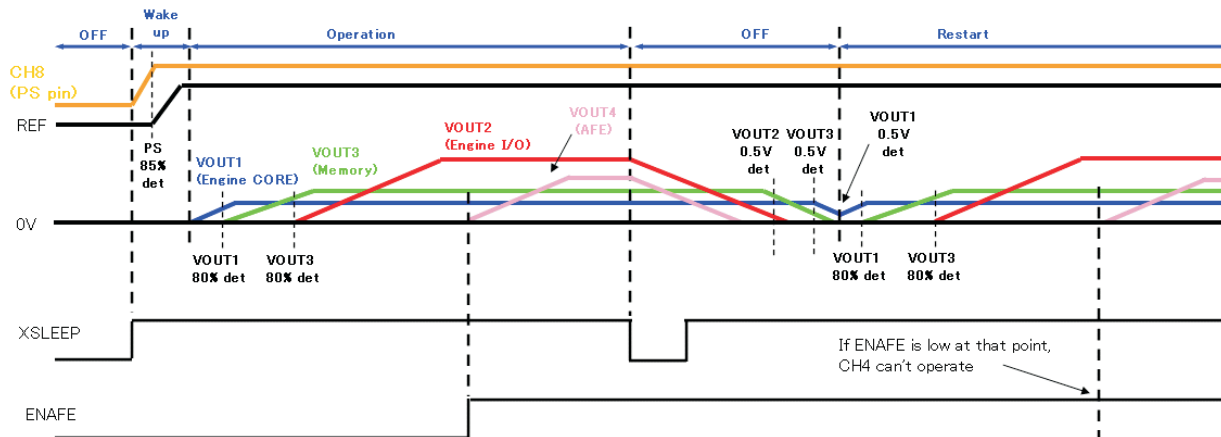 OFF
Wake
up
Operation
OFF
Restart
CH8
(PS pin)
REF
PS
85%
det
VOUT1
(Engine CORE)
VOUT3
(Memory)
VOUT2
(Engine I/O)
VOUT4
(AFE)
VOUT2
0.5V
det
VOUT3
0.5V
det
VOUT1
0.5V
det
0V
VOUT1
80% det
VOUT3
80% det
VOUT1
80% det
VOUT3
80% det
XSLEEP
If ENAFE is low at that point,
CH4 can't operate
ENAFE